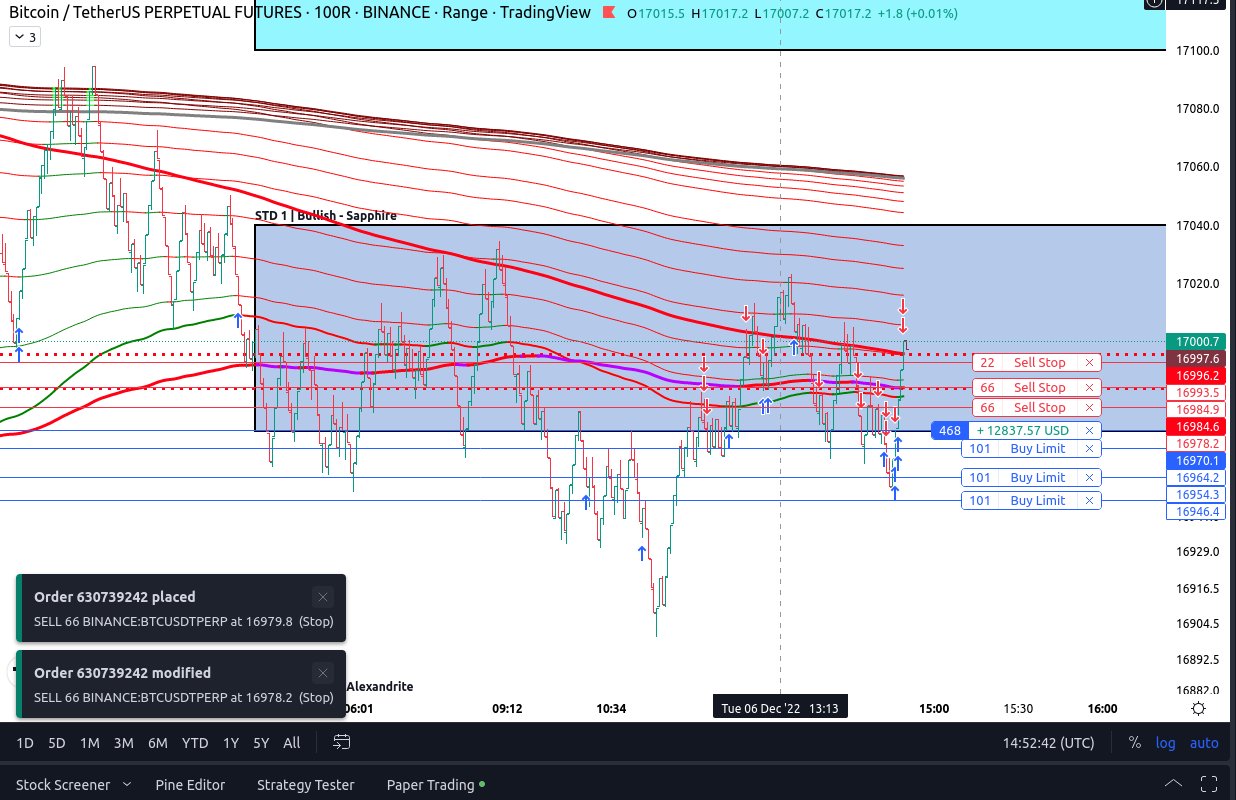 Bitcoin / TetherUS PERPETUAL FUTURES · 100R · BINANCE · Range · TradingView O17015.5 H17017.2 L17007.2 C17017.2 +1.8 (+0.01%)
3
17100.0
17080.0
17060.0
STD 1 | Bullish - Sapphire
17040.0
17020.0
17000.7
16997.6
22 Sell Stop ×
16996.2
66 Sell Stop ×
16993.5
66 Sell Stop ×
16984.9
16984.6
468 +12837.57 USD ×
16978.2
101 Buy Limit ×
16970.1
101 Buy Limit ×
16964.2
16954.3
101 Buy Limit ×
16946.4
16929.0
16916.5
16904.5
16892.5
16882.0
Order 630739242 placed ×
SELL 66 BINANCE:BTCUSDTPERP at 16979.8 (Stop)
Order 630739242 modified ×
SELL 66 BINANCE:BTCUSDTPERP at 16978.2 (Stop)
Alexandrite
06:01 09:12 10:34 Tue 06 Dec '22 13:13 15:00 15:30 16:00
1D 5D 1M 3M 6M YTD 1Y 5Y All 14:52:42 (UTC) % log auto
Stock Screener Pine Editor Strategy Tester Paper Trading